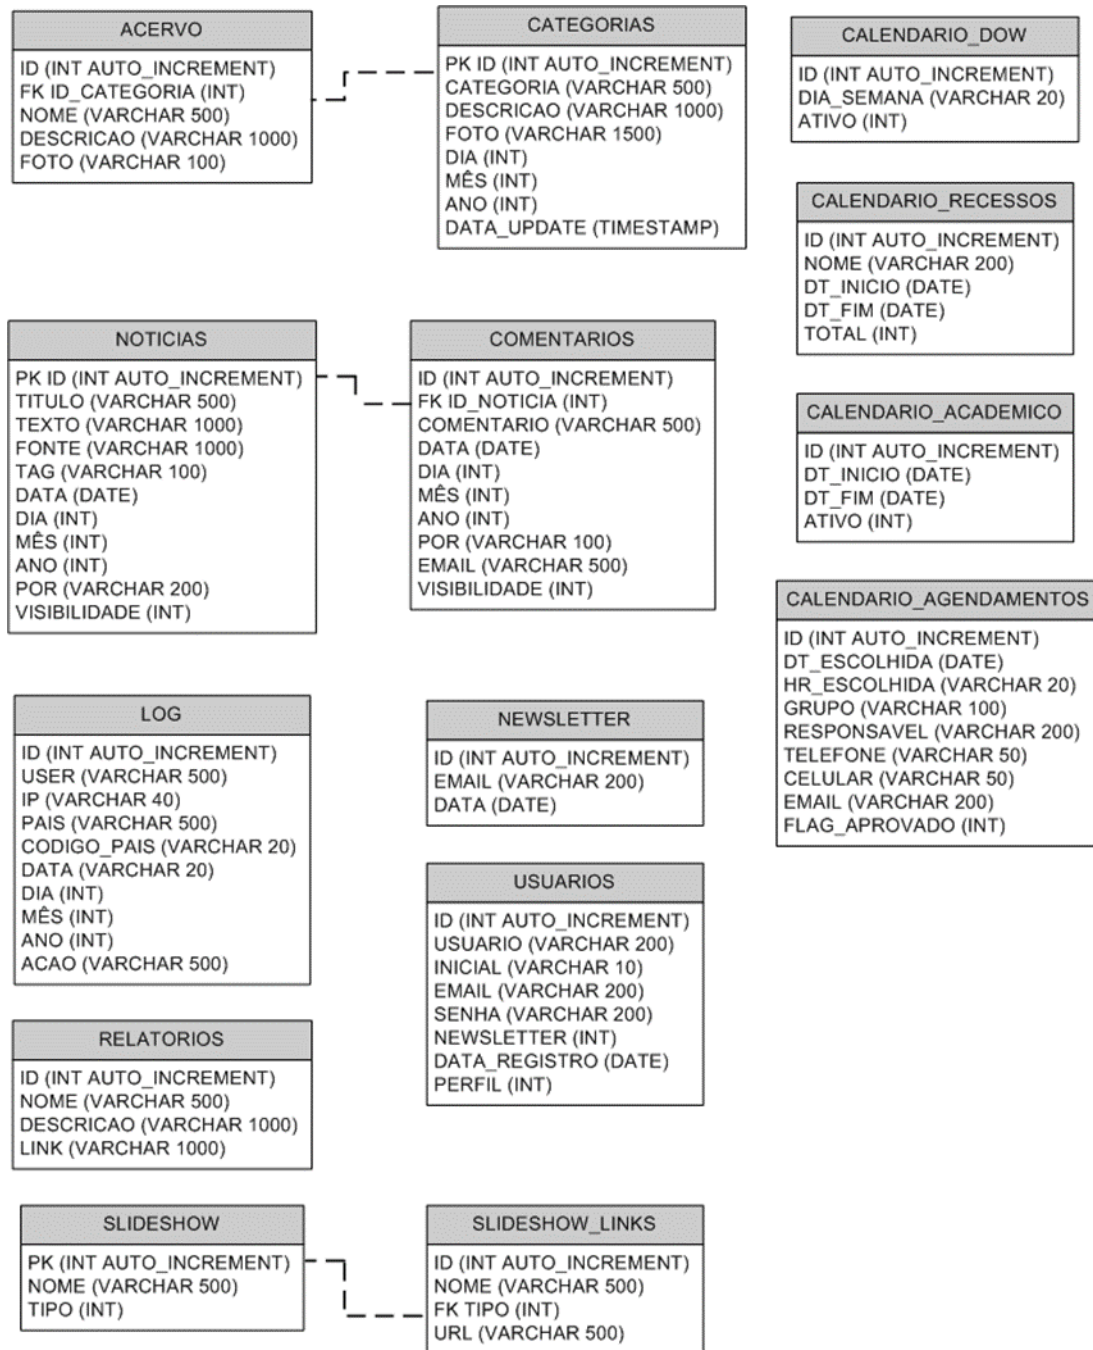 ACERVO
ID (INT AUTO_INCREMENT)
FK ID_CATEGORIA (INT)
NOME (VARCHAR 500)
DESCRICAO (VARCHAR 1000)
FOTO (VARCHAR 100)
CATEGORIAS
PK ID (INT AUTO_INCREMENT)
CATEGORIA (VARCHAR 500)
DESCRICAO (VARCHAR 1000)
FOTO (VARCHAR 1500)
DIA (INT)
MÊS (INT)
ANO (INT)
DATA_UPDATE (TIMESTAMP)
CALENDARIO_DOW
ID (INT AUTO_INCREMENT)
DIA_SEMANA (VARCHAR 20)
ATIVO (INT)
CALENDARIO_RECESSOS
ID (INT AUTO_INCREMENT)
NOME (VARCHAR 200)
DT_INICIO (DATE)
DT_FIM (DATE)
TOTAL (INT)
NOTICIAS
PK ID (INT AUTO_INCREMENT)
TITULO (VARCHAR 500)
TEXTO (VARCHAR 1000)
FONTE (VARCHAR 1000)
TAG (VARCHAR 100)
DATA (DATE)
DIA (INT)
MÊS (INT)
ANO (INT)
POR (VARCHAR 200)
VISIBILIDADE (INT)
COMENTARIOS
ID (INT AUTO_INCREMENT)
FK ID_NOTICIA (INT)
COMENTARIO (VARCHAR 500)
DATA (DATE)
DIA (INT)
MÊS (INT)
ANO (INT)
POR (VARCHAR 100)
EMAIL (VARCHAR 500)
VISIBILIDADE (INT)
CALENDARIO_ACADEMICO
ID (INT AUTO_INCREMENT)
DT_INICIO (DATE)
DT_FIM (DATE)
ATIVO (INT)
CALENDARIO_AGENDAMENTOS
ID (INT AUTO_INCREMENT)
DT_ESCOLHIDA (DATE)
HR_ESCOLHIDA (VARCHAR 20)
GRUPO (VARCHAR 100)
RESPONSAVEL (VARCHAR 200)
TELEFONE (VARCHAR 50)
CELULAR (VARCHAR 50)
EMAIL (VARCHAR 200)
FLAG_APROVADO (INT)
LOG
ID (INT AUTO_INCREMENT)
USER (VARCHAR 500)
IP (VARCHAR 40)
PAIS (VARCHAR 500)
CODIGO_PAIS (VARCHAR 20)
DATA (VARCHAR 20)
DIA (INT)
MÊS (INT)
ANO (INT)
ACAO (VARCHAR 500)
NEWSLETTER
ID (INT AUTO_INCREMENT)
EMAIL (VARCHAR 200)
DATA (DATE)
USUARIOS
ID (INT AUTO_INCREMENT)
USUARIO (VARCHAR 200)
INICIAL (VARCHAR 10)
EMAIL (VARCHAR 200)
SENHA (VARCHAR 200)
NEWSLETTER (INT)
DATA_REGISTRO (DATE)
PERFIL (INT)
RELATORIOS
ID (INT AUTO_INCREMENT)
NOME (VARCHAR 500)
DESCRICAO (VARCHAR 1000)
LINK (VARCHAR 1000)
SLIDESHOW
PK (INT AUTO_INCREMENT)
NOME (VARCHAR 500)
TIPO (INT)
SLIDESHOW_LINKS
ID (INT AUTO_INCREMENT)
NOME (VARCHAR 500)
FK TIPO (INT)
URL (VARCHAR 500)